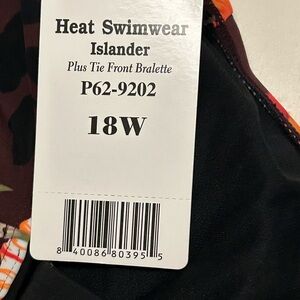 Heat Swimwear
Islander
Plus Tie Front Bralette
P62-9202
18W
8 40086 80395 5